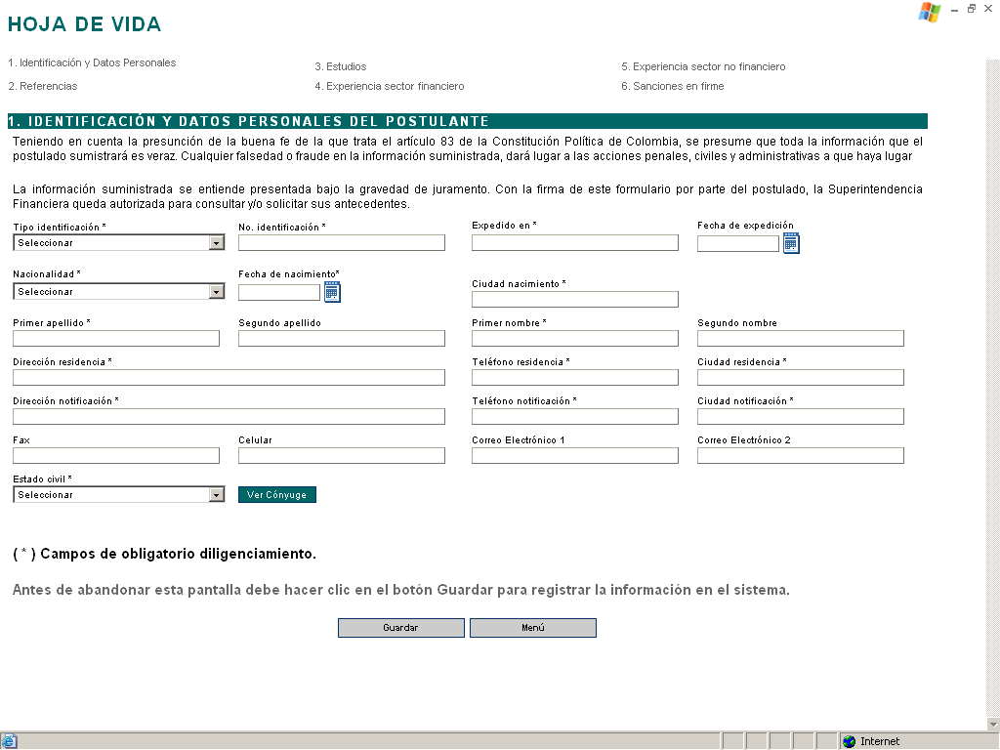 HOJA DE VIDA
1. Identificación y Datos Personales
3. Estudios
5. Experiencia sector no financiero
2. Referencias
4. Experiencia sector financiero
6. Sanciones en firme
1. IDENTIFICACIÓN Y DATOS PERSONALES DEL POSTULANTE
Teniendo en cuenta la presunción de la buena fe de la que trata el artículo 83 de la Constitución Política de Colombia, se presume que toda la información que el
postulado sumistrará es veraz. Cualquier falsedad o fraude en la información suministrada, dará lugar a las acciones penales, civiles y administrativas a que haya lugar
La información suministrada se entiende presentada bajo la gravedad de juramento. Con la firma de este formulario por parte del postulado, la Superintendencia
Financiera queda autorizada para consultar y/o solicitar sus antecedentes.
Tipo identificación *
No. identificación *
Expedido en *
Fecha de expedición
Seleccionar
Nacionalidad *
Fecha de nacimiento*
Ciudad nacimiento *
Seleccionar
Primer apellido *
Segundo apellido
Primer nombre *
Segundo nombre
Dirección residencia *
Teléfono residencia *
Ciudad residencia *
Dirección notificación *
Teléfono notificación *
Ciudad notificación *
Fax
Celular
Correo Electrónico 1
Correo Electrónico 2
Estado civil *
Seleccionar
Ver Cónyuge
( * ) Campos de obligatorio diligenciamiento.
Antes de abandonar esta pantalla debe hacer clic en el botón Guardar para registrar la información en el sistema.
Guardar
Menú
Internet